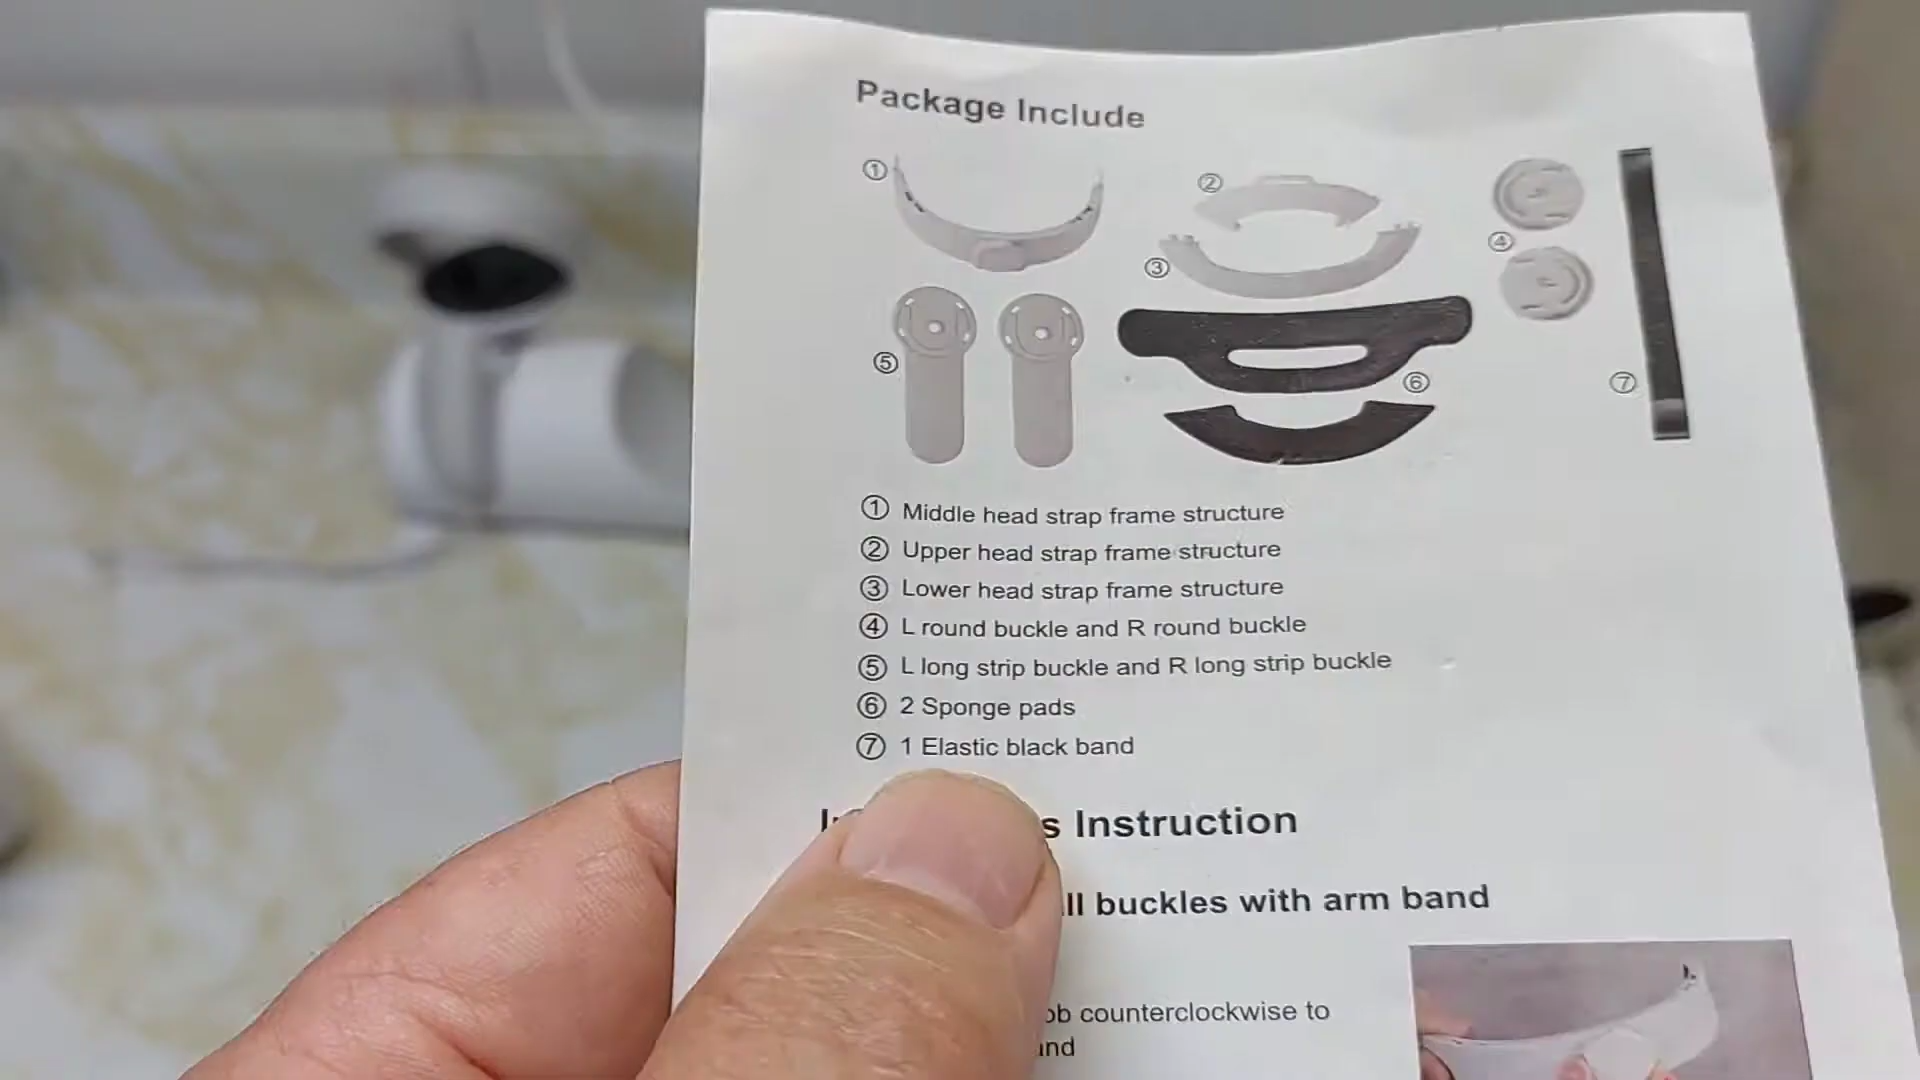 Package Include
①
②
③
④
⑤
⑥
⑦
① Middle head strap frame structure
② Upper head strap frame structure
③ Lower head strap frame structure
④ L round buckle and R round buckle
⑤ L long strip buckle and R long strip buckle
⑥ 2 Sponge pads
⑦ 1 Elastic black band
Instruction
buckles with arm band
counterclockwise to